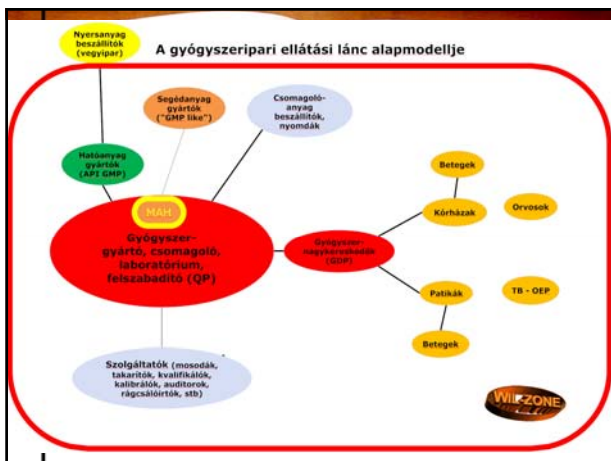 Nyersanyag
beszállítók
(vegyipar)
A gyógyszeripari ellátási lánc alapmodellje
Segédanyag
gyártók
("GMP like")
Csomagoló-
anyag
beszállítók,
nyomdák
Hatóanyag
gyártók
(API GMP)
MAH
Gyógyszer-
gyártó, csomagoló,
laboratórium,
felszabadító (QP)
Gyógyszer-
nagykereskedők
(GDP)
Betegek
Kórházak
Orvosok
Patikák
TB - OEP
Betegek
Szolgáltatók (mosodák,
takarítók, kvalifikálók,
kalibrálók, auditorok,
rágcsálóirtók, stb)
WILL-ZONE